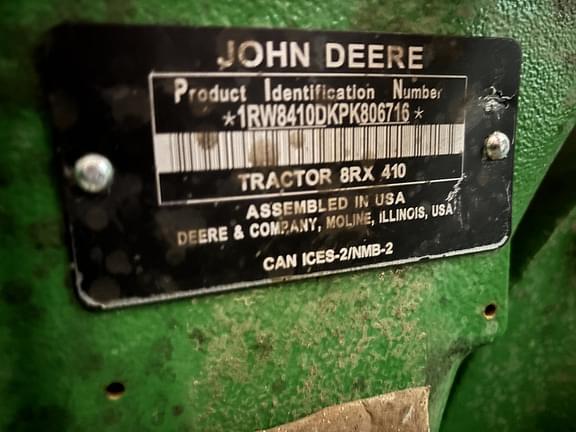 JOHN DEERE
Product Identification Number
*1RW8410DKPK806716*
TRACTOR 8RX 410
ASSEMBLED IN USA
DEERE & COMPANY, MOLINE, ILLINOIS, USA
CAN ICES-2/NMB-2